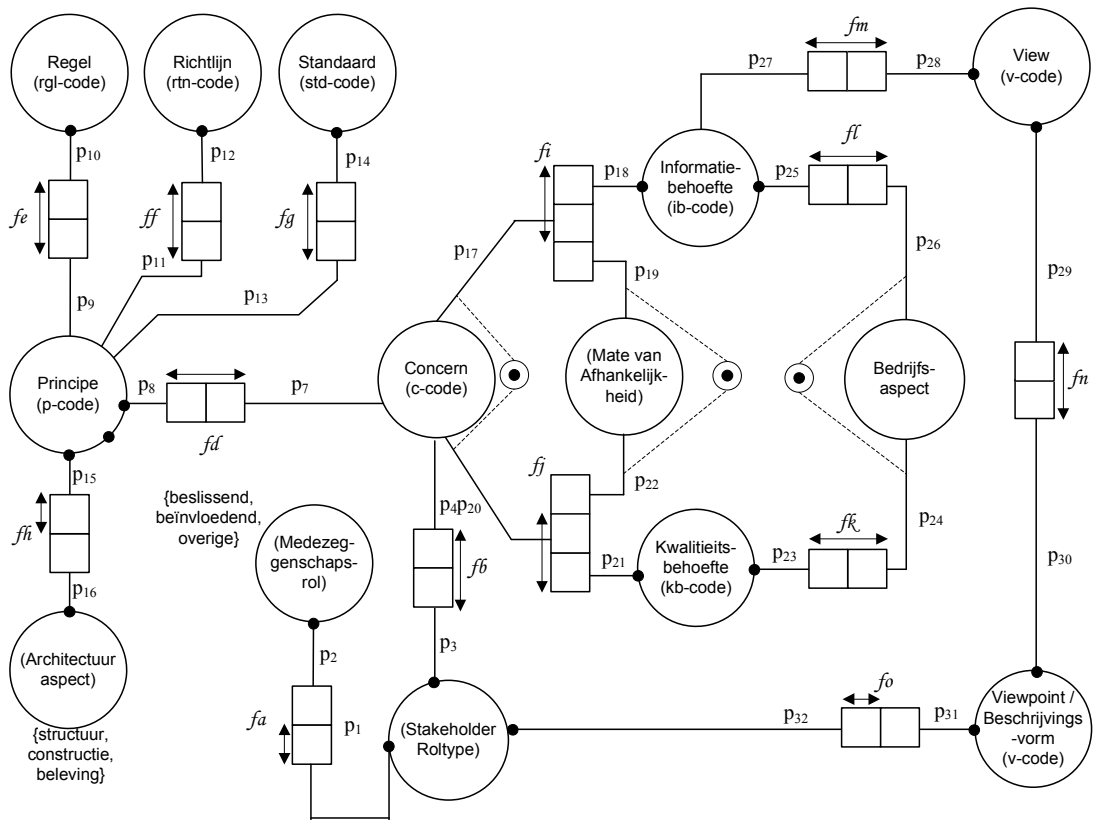 Regel
(rgl-code)
Richtlijn
(rtn-code)
Standaard
(std-code)
View
(v-code)
fm
p27
p28
p10
p12
p14
fe
ff
fg
fi
p18
Informatie-
behoefte
(ib-code)
p25
fl
p11
p17
p19
p26
p9
p13
p29
Principe
(p-code)
p8
p7
fd
Concern
(c-code)
(Mate van
Afhankelijk-
heid)
Bedrijfs-
aspect
fn
p15
fh
{beslissend,
beïnvloedend,
overige}
p4p20
fj
p22
p24
(Medezeg-
genschaps-
rol)
fb
p21
Kwalitieits-
behoefte
(kb-code)
p23
fk
p30
p16
(Architectuur
aspect)
p2
p3
{structuur,
constructie,
beleving}
fa
p1
(Stakeholder
Roltype)
p32
fo
p31
Viewpoint /
Beschrijvings
-vorm
(v-code)